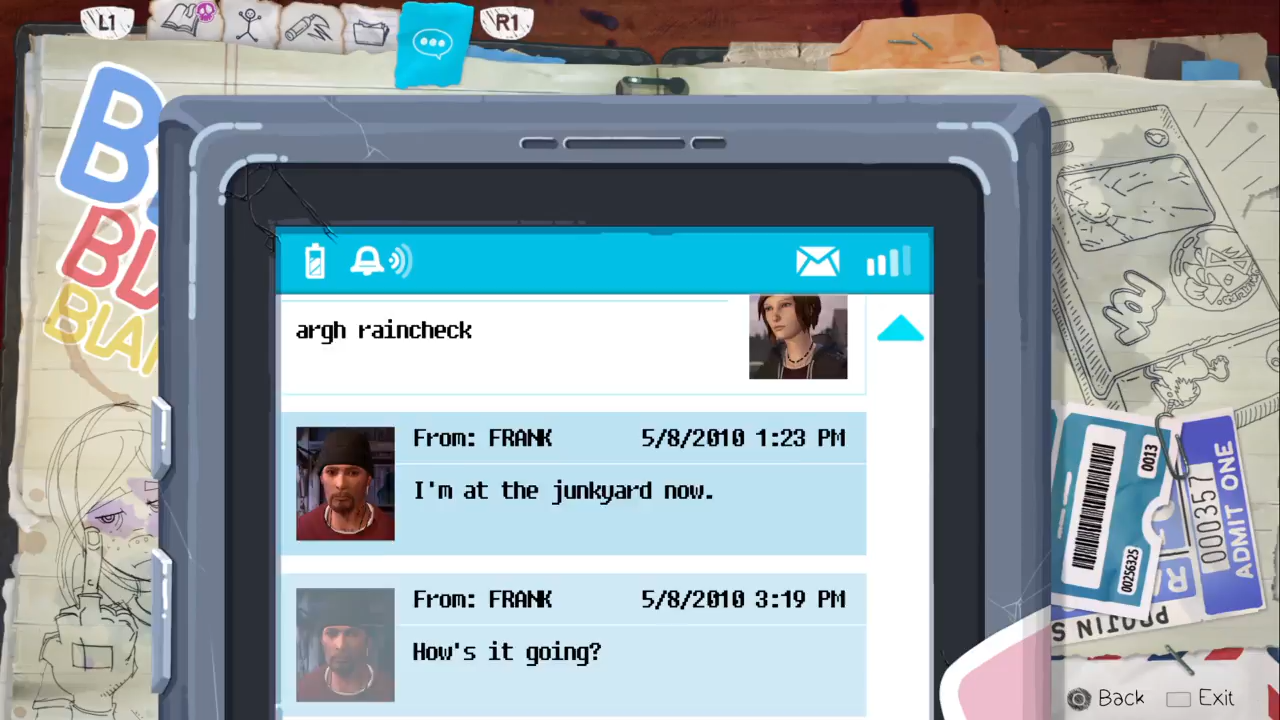 L1
R1
argh raincheck
From: FRANK 5/8/2010 1:23 PM
I'm at the junkyard now.
From: FRANK 5/8/2010 3:19 PM
How's it going?
0013
00256325
000357
ADMIT ONE
Back
Exit